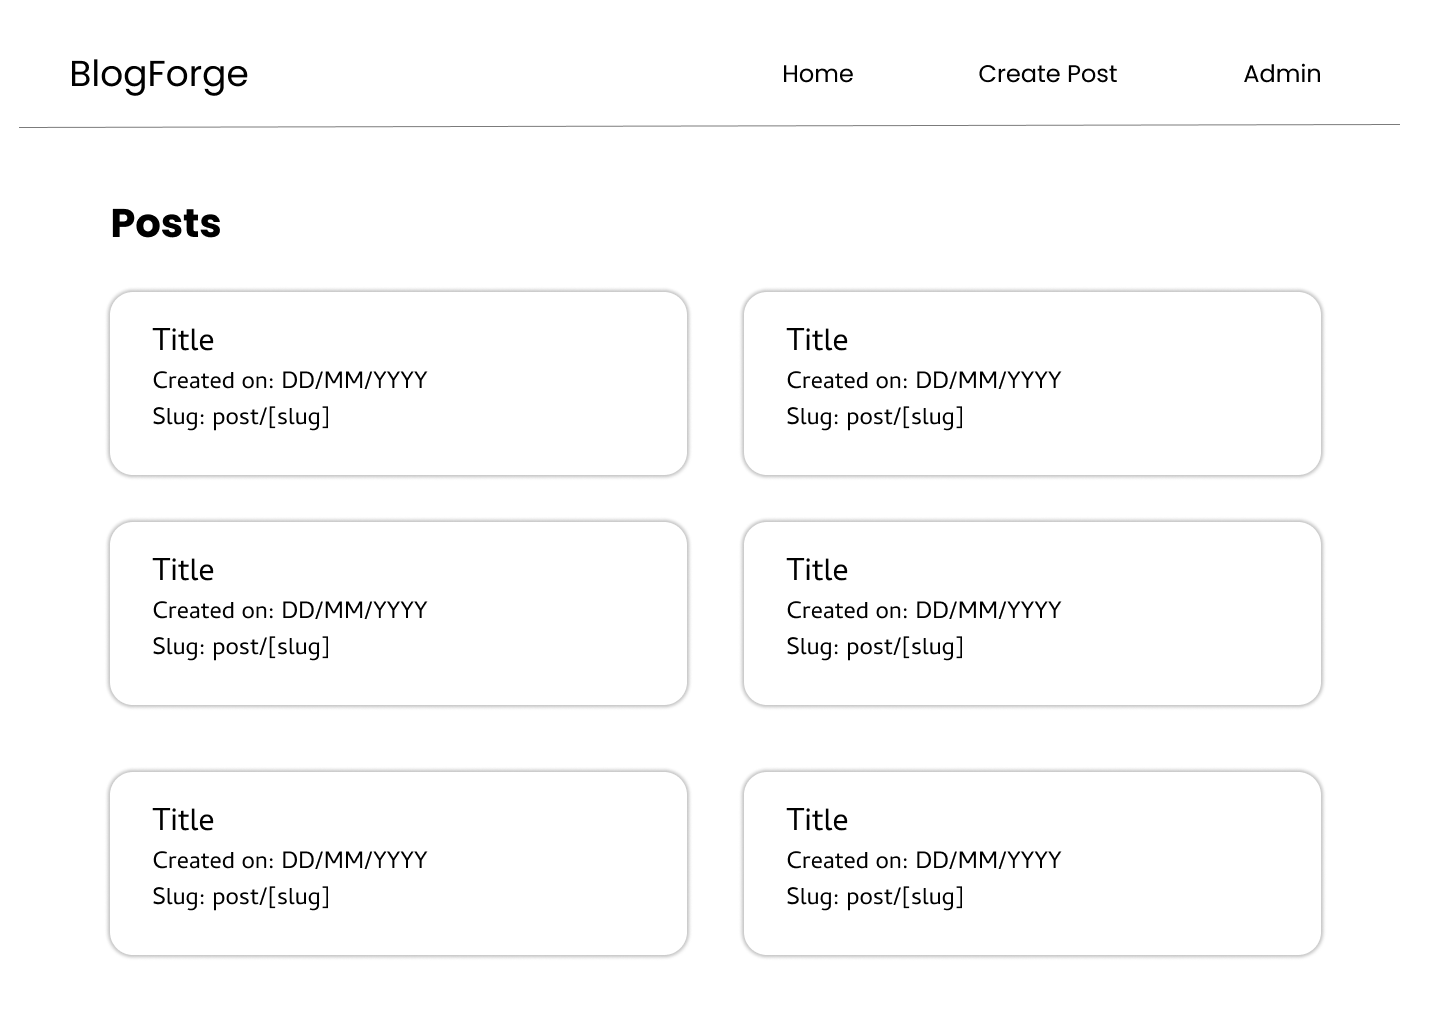 BlogForge
Home
Create Post
Admin
Posts
Title
Created on: DD/MM/YYYY
Slug: post/[slug]
Title
Created on: DD/MM/YYYY
Slug: post/[slug]
Title
Created on: DD/MM/YYYY
Slug: post/[slug]
Title
Created on: DD/MM/YYYY
Slug: post/[slug]
Title
Created on: DD/MM/YYYY
Slug: post/[slug]
Title
Created on: DD/MM/YYYY
Slug: post/[slug]